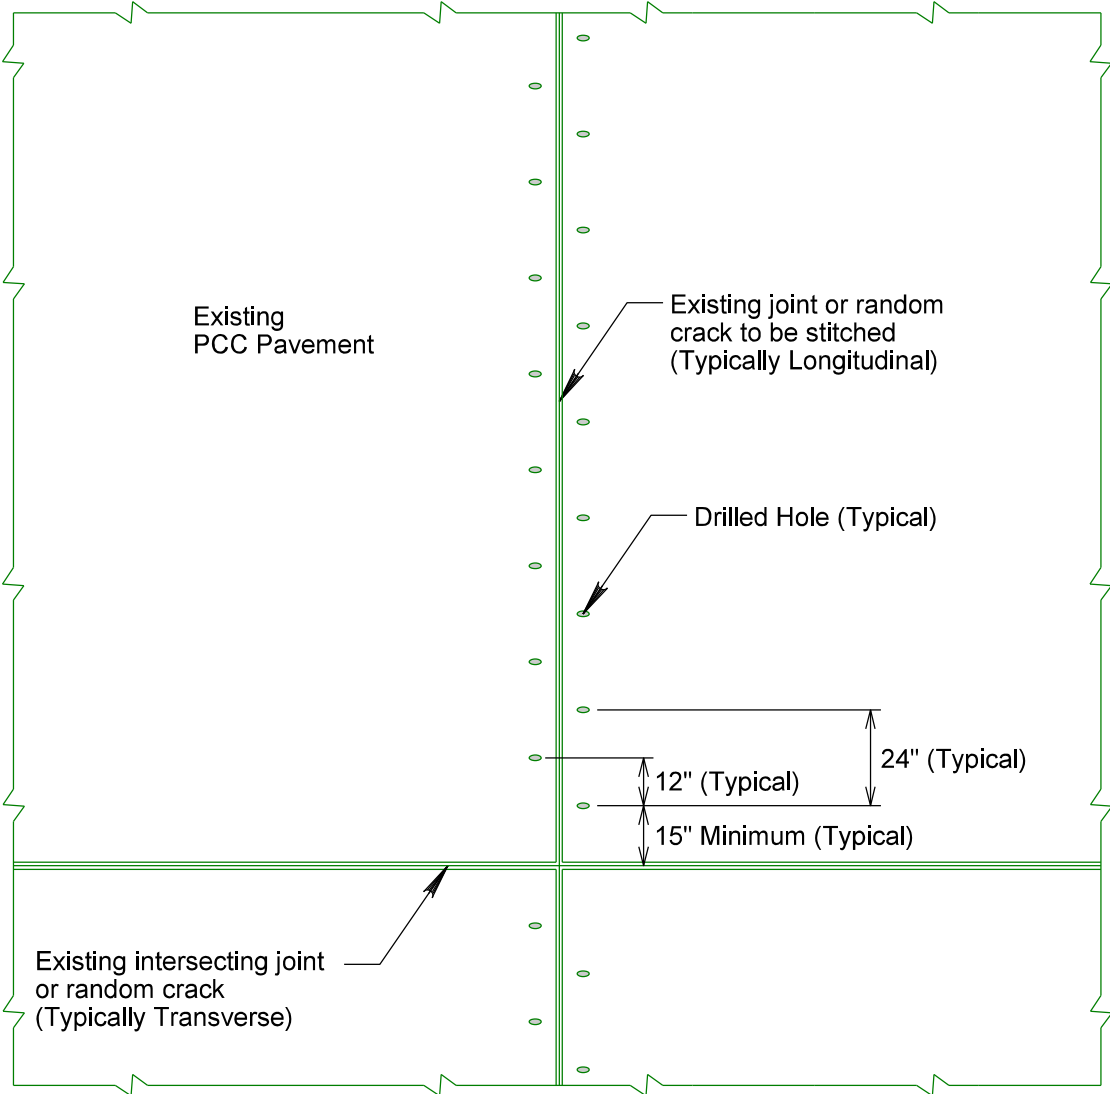 Existing
PCC Pavement
Existing joint or random
crack to be stitched
(Typically Longitudinal)
Drilled Hole (Typical)
24" (Typical)
12" (Typical)
15" Minimum (Typical)
Existing intersecting joint
or random crack
(Typically Transverse)